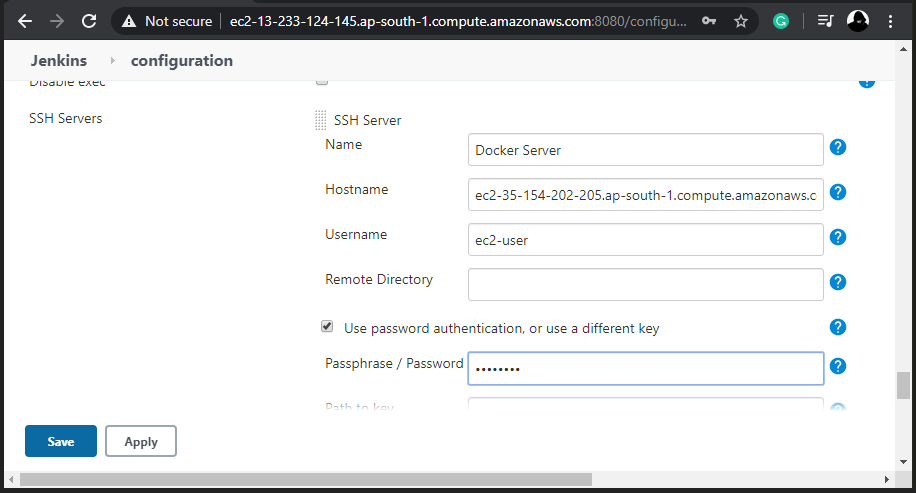 Not secure | ec2-13-233-124-145.ap-south-1.compute.amazonaws.com:8080/configu...
Jenkins configuration
Disable exec
SSH Servers
SSH Server
Name Docker Server
Hostname ec2-35-154-202-205.ap-south-1.compute.amazonaws.c
Username ec2-user
Remote Directory
Use password authentication, or use a different key
Passphrase / Password ••••••••
Path to key
Save Apply